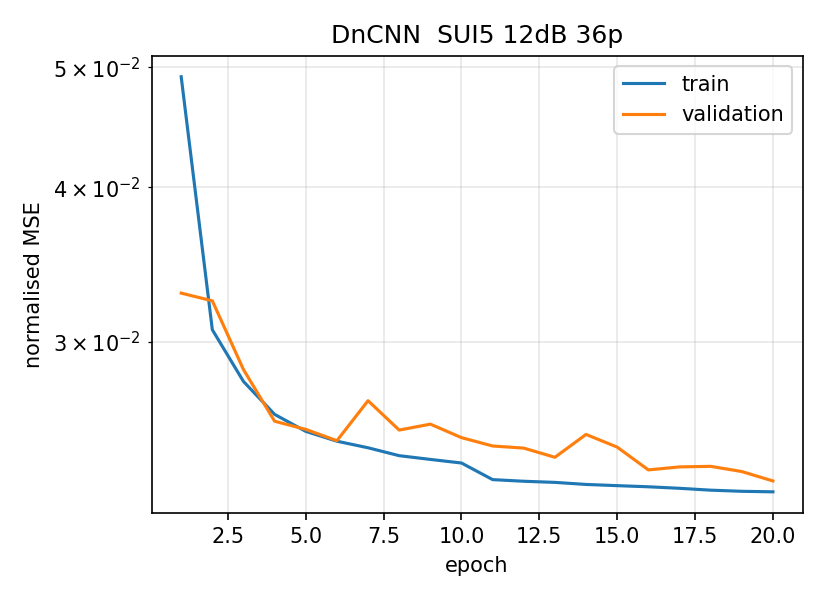 DnCNN  SUI5 12dB 36p
5 × 10⁻²
4 × 10⁻²
3 × 10⁻²
normalised MSE
train
validation
2.5 5.0 7.5 10.0 12.5 15.0 17.5 20.0
epoch